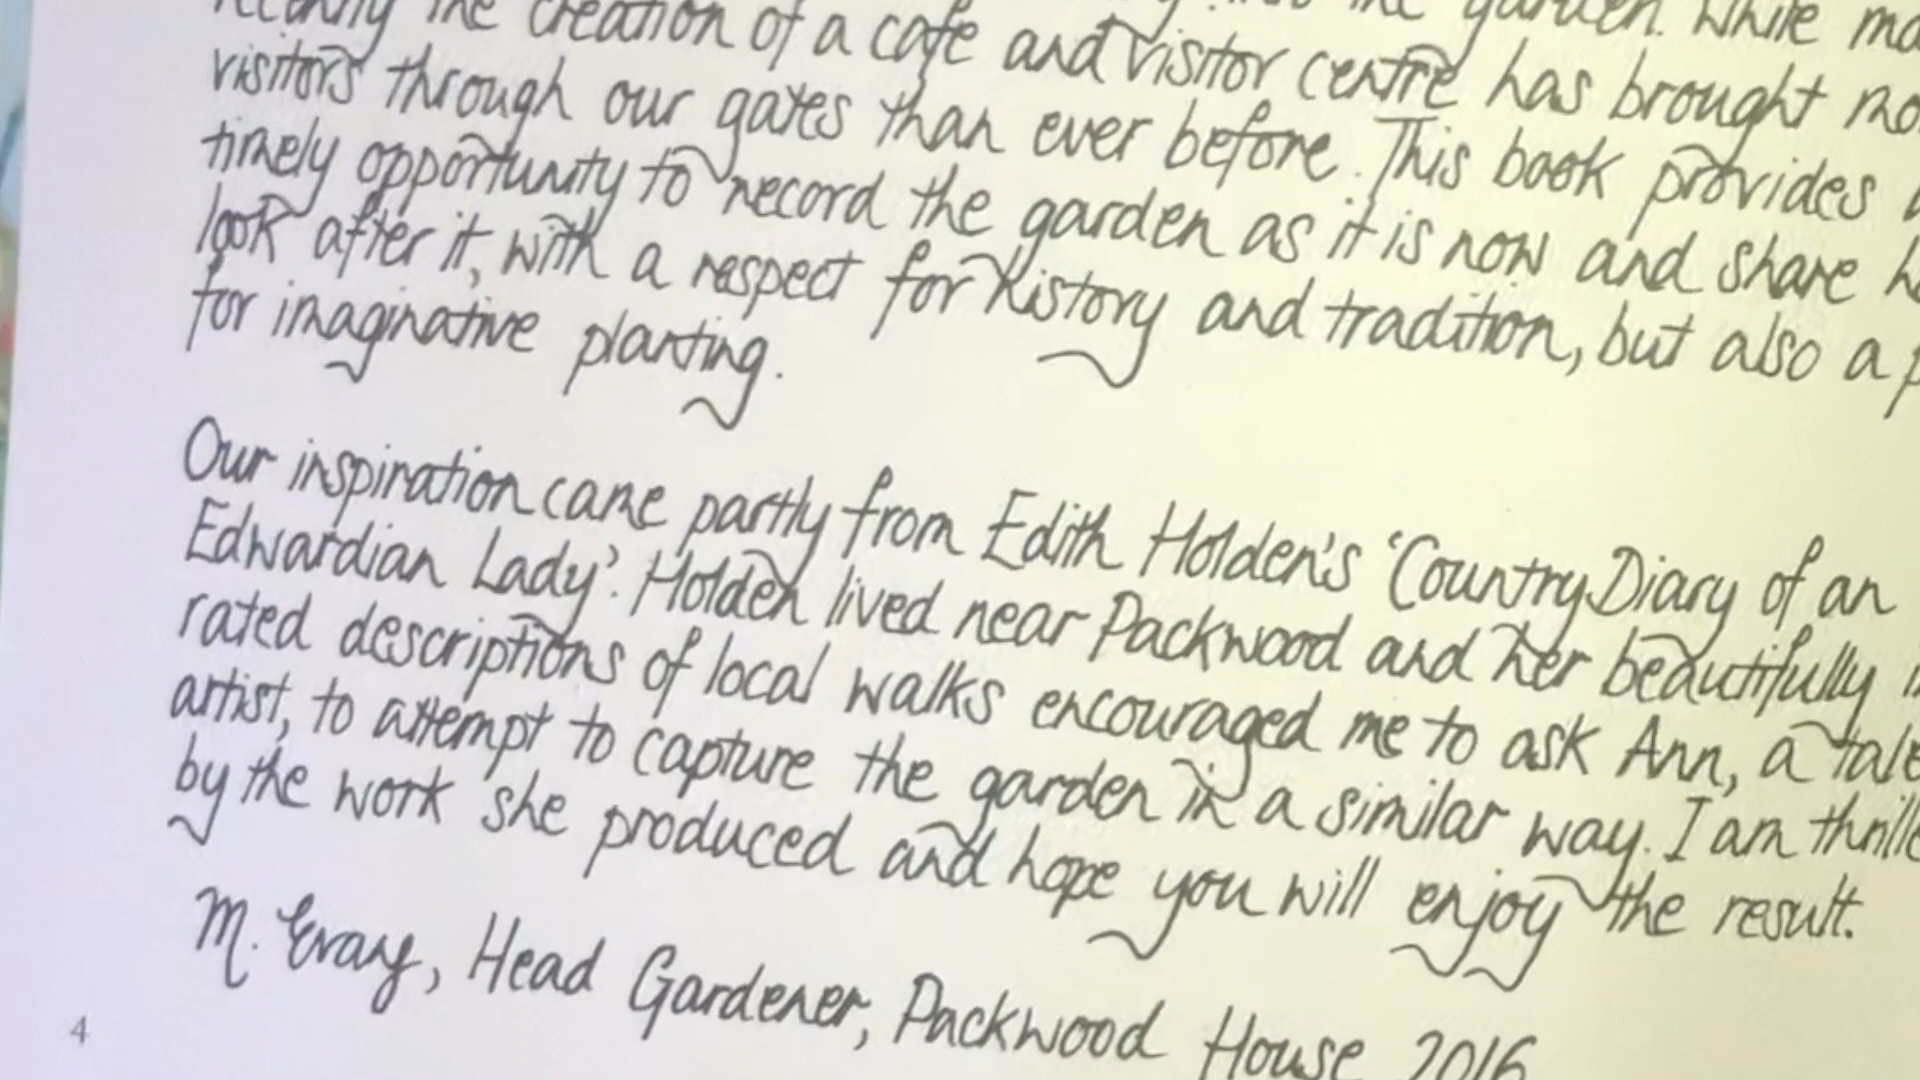 the creation of a cafe and visitor centre has brought
visitors through our gates than ever before. This book provides
timely opportunity to record the garden as it is now and share
look after it, with a respect for history and tradition, but also a
for imaginative planting.
Our inspiration came partly from Edith Holden's 'Country Diary of an
Edwardian Lady'. Holden lived near Packwood and her beautifully
rated descriptions of local walks encouraged me to ask Ann, a
artist, to attempt to capture the garden in a similar way. I am
by the work she produced and hope you will enjoy the result.
M. Evans, Head Gardener, Packwood House 2016
4